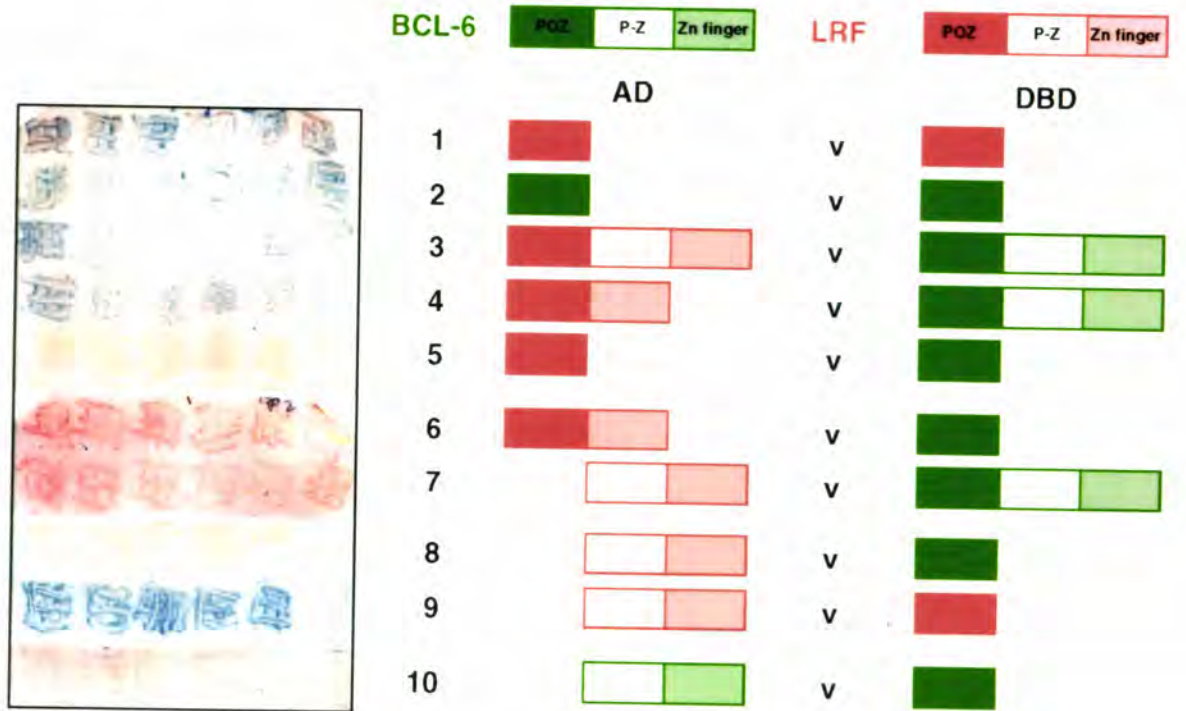 BCL-6 POZ P-Z Zn finger LRF POZ P-Z Zn finger
AD DBD
1 v
2 v
3 v
4 v
5 v
6 v
7 v
8 v
9 v
10 v